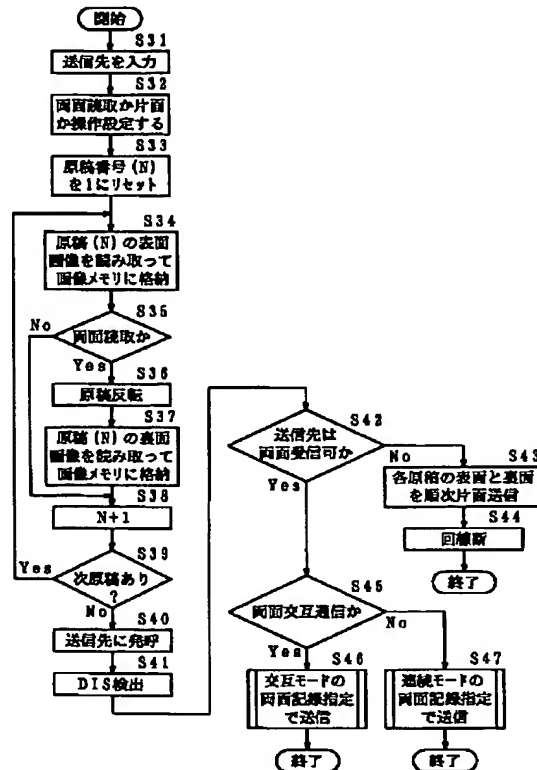 開始
S31
送信先を入力
S32
両面読取か片面
か操作設定する
S33
原稿番号(N)
を1にリセット
S34
原稿(N)の表面
画像を読み取って
画像メモリに格納
S35
両面読取か
No
Yes
S36
原稿反転
S37
原稿(N)の裏面
画像を読み取って
画像メモリに格納
S38
N+1
S39
次原稿あり
?
Yes
No
S40
送信先に発呼
S41
DIS検出
S42
送信先は
両面受信可か
No
Yes
S43
各原稿の表面と裏面
を順次片面送信
S44
回線断
終了
S45
両面交互通信か
Yes
No
S46
交互モードの
両面記録指定
で送信
終了
S47
連続モードの
両面記録指定
で送信
終了